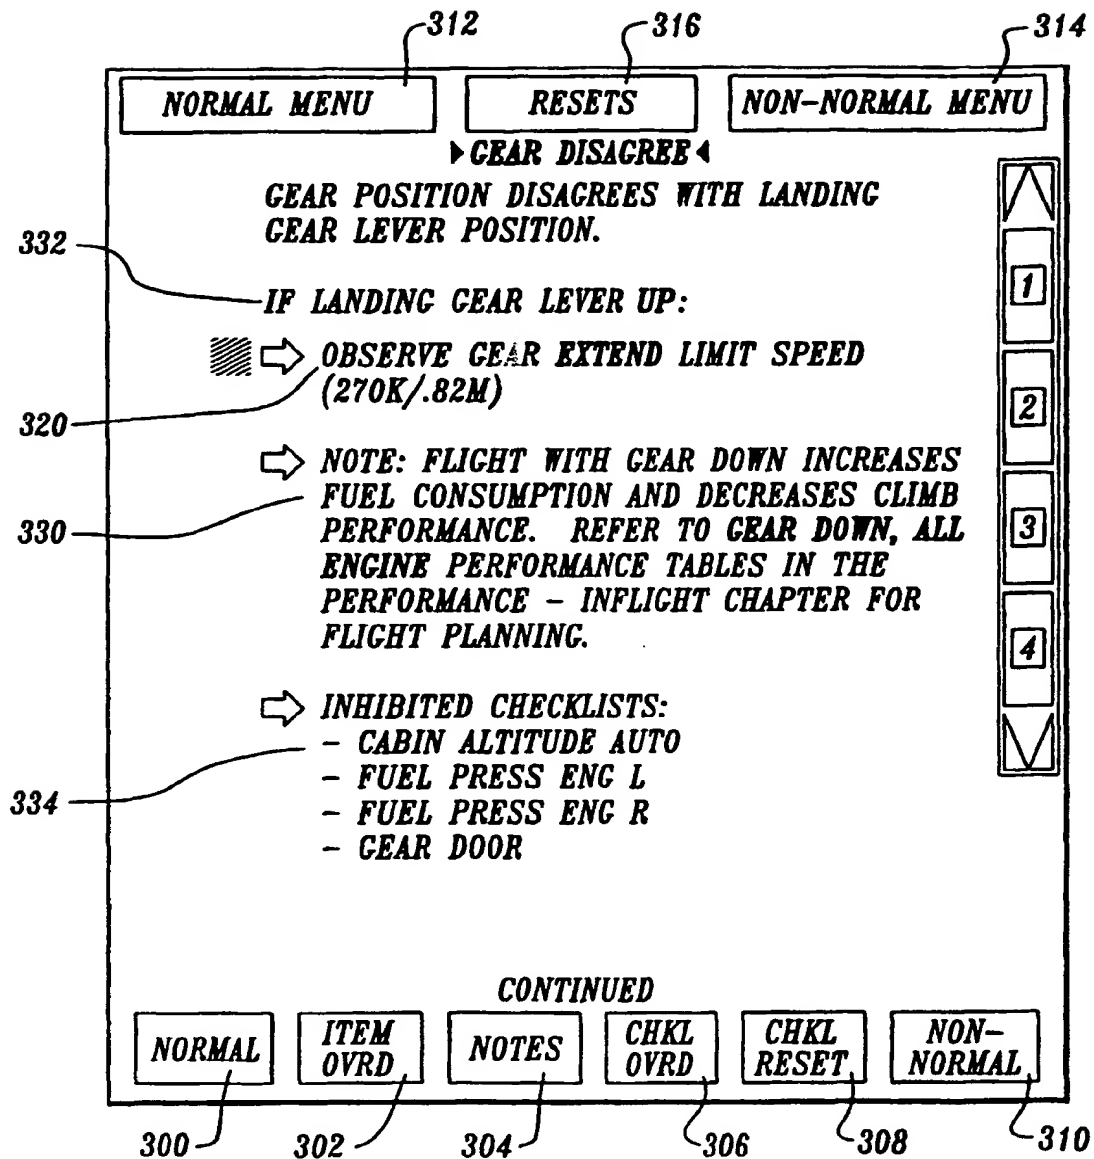 312 316 314
NORMAL MENU RESETS NON-NORMAL MENU
GEAR DISAGREE
GEAR POSITION DISAGREES WITH LANDING
GEAR LEVER POSITION.
332
IF LANDING GEAR LEVER UP:
1
OBSERVE GEAR EXTEND LIMIT SPEED
(270K/.82M)
320
2
NOTE: FLIGHT WITH GEAR DOWN INCREASES
FUEL CONSUMPTION AND DECREASES CLIMB
330
PERFORMANCE. REFER TO GEAR DOWN, ALL
3
ENGINE PERFORMANCE TABLES IN THE
PERFORMANCE - INFLIGHT CHAPTER FOR
FLIGHT PLANNING.
4
INHIBITED CHECKLISTS:
- CABIN ALTITUDE AUTO
- FUEL PRESS ENG L
334
- FUEL PRESS ENG R
- GEAR DOOR
CONTINUED
NORMAL
ITEM
OVRD
NOTES
CHKL
OVRD
CHKL
RESET
NON-
NORMAL
300 302 304 306 308 310